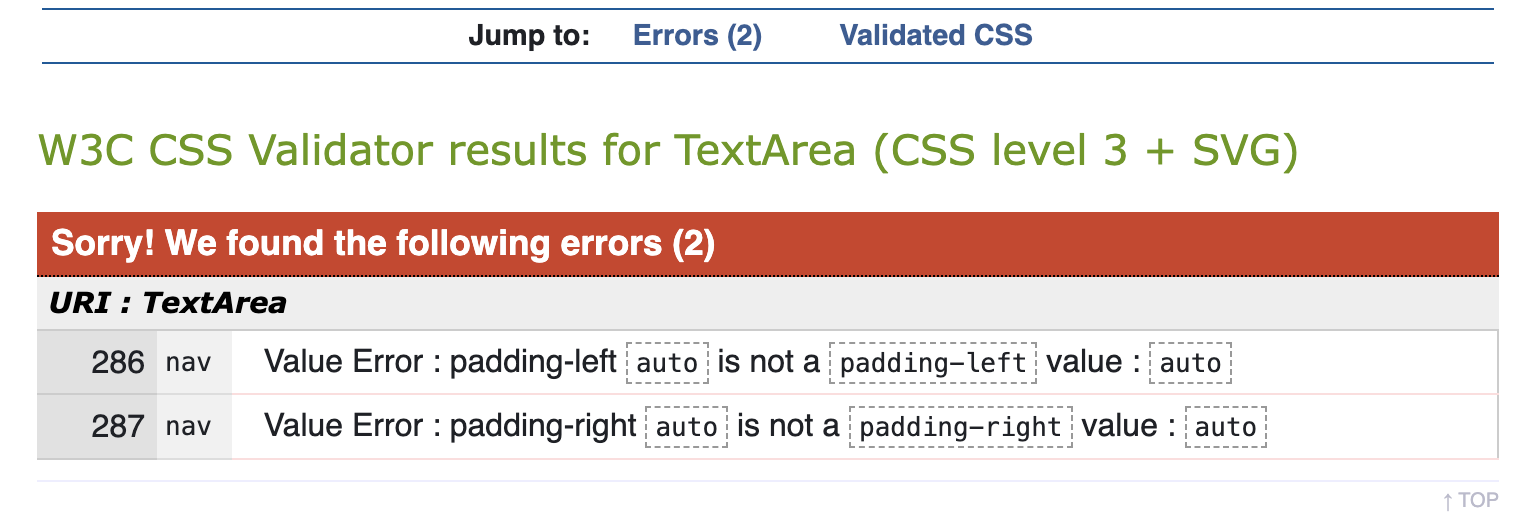 Jump to: Errors (2) Validated CSS
W3C CSS Validator results for TextArea (CSS level 3 + SVG)
Sorry! We found the following errors (2)
URI : TextArea
286 nav Value Error : padding-left auto is not a padding-left value : auto
287 nav Value Error : padding-right auto is not a padding-right value : auto
↑ TOP